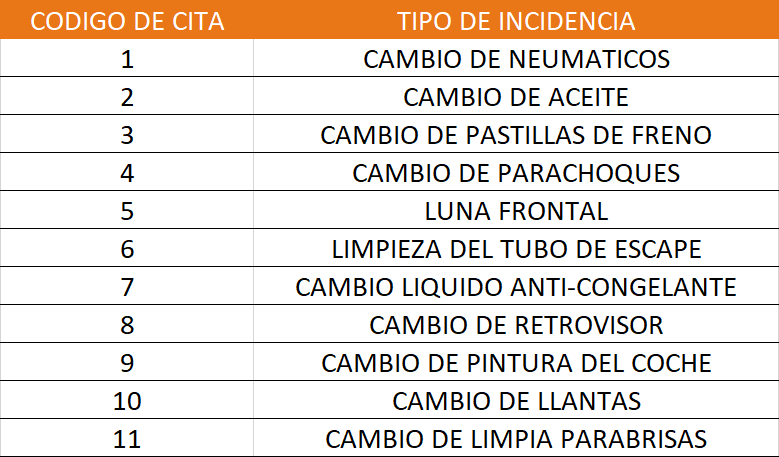 CODIGO DE CITA TIPO DE INCIDENCIA
1 CAMBIO DE NEUMATICOS
2 CAMBIO DE ACEITE
3 CAMBIO DE PASTILLAS DE FRENO
4 CAMBIO DE PARACHOQUES
5 LUNA FRONTAL
6 LIMPIEZA DEL TUBO DE ESCAPE
7 CAMBIO LIQUIDO ANTI-CONGELANTE
8 CAMBIO DE RETROVISOR
9 CAMBIO DE PINTURA DEL COCHE
10 CAMBIO DE LLANTAS
11 CAMBIO DE LIMPIA PARABRISAS